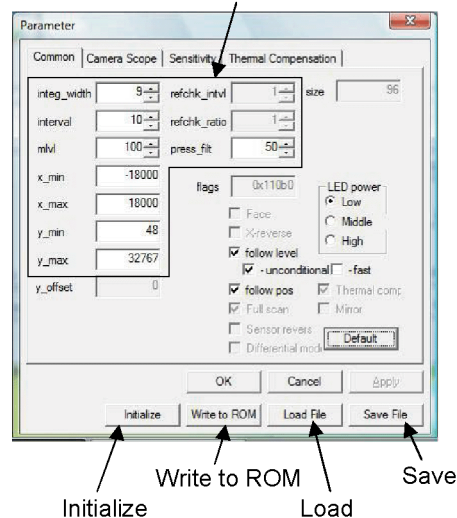 Parameter
Common Camera Scope Sensitivity Thermal Compensation
integ_width 9 refchk_intvl 1 size 96
interval 10 refchk_ratio 1
mlvl 100 press_filt 50
x_min -18000 flags 0x110b0 LED power
x_max 18000 Face Low
y_min 48 X-reverse Middle
y_max 32767 follow level High
- unconditional - fast
y_offset 0 follow pos Thermal comp
Full scan Mirror
Sensor revers
Differential mode Default
OK Cancel Apply
Initialize Write to ROM Load File Save File
Write to ROM Save
Initialize Load